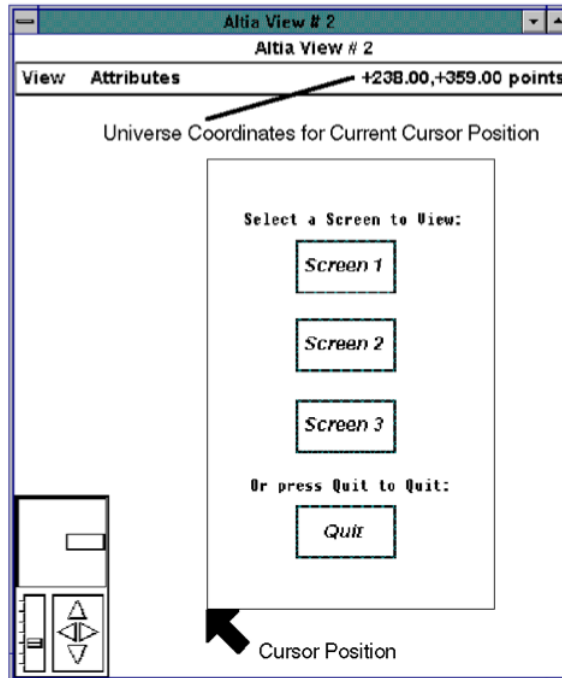 Altia View # 2
Altia View # 2
View Attributes +238.00,+359.00 points
Universe Coordinates for Current Cursor Position
Select a Screen to View:
Screen 1
Screen 2
Screen 3
Or press Quit to Quit:
Quit
Cursor Position